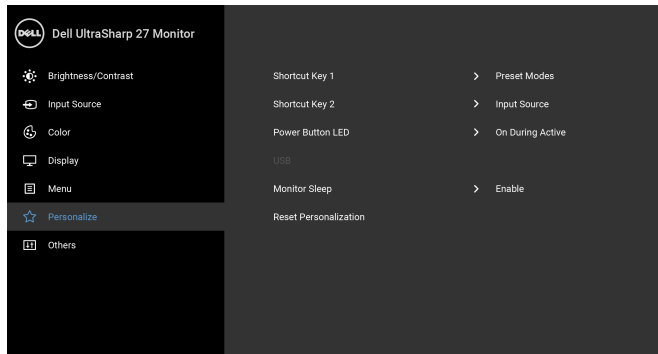 DELL Dell UltraSharp 27 Monitor
Brightness/Contrast
Input Source
Color
Display
Menu
Personalize
Others
Shortcut Key 1 > Preset Modes
Shortcut Key 2 > Input Source
Power Button LED > On During Active
USB
Monitor Sleep > Enable
Reset Personalization